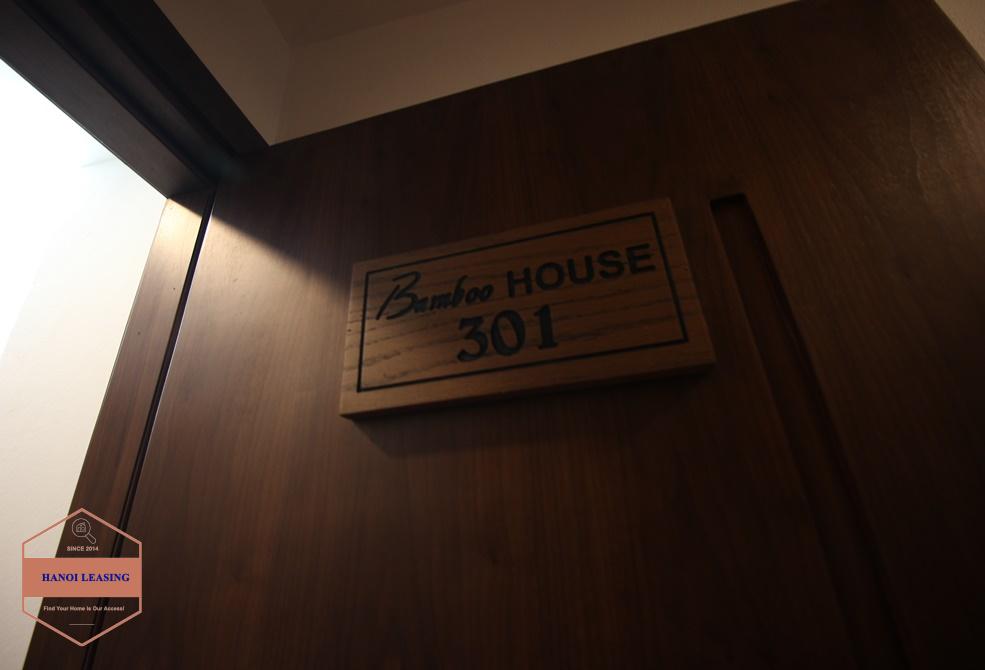 Bamboo HOUSE
301
SINCE 2014
HANOI LEASING
Find Your Home Is Our Access!